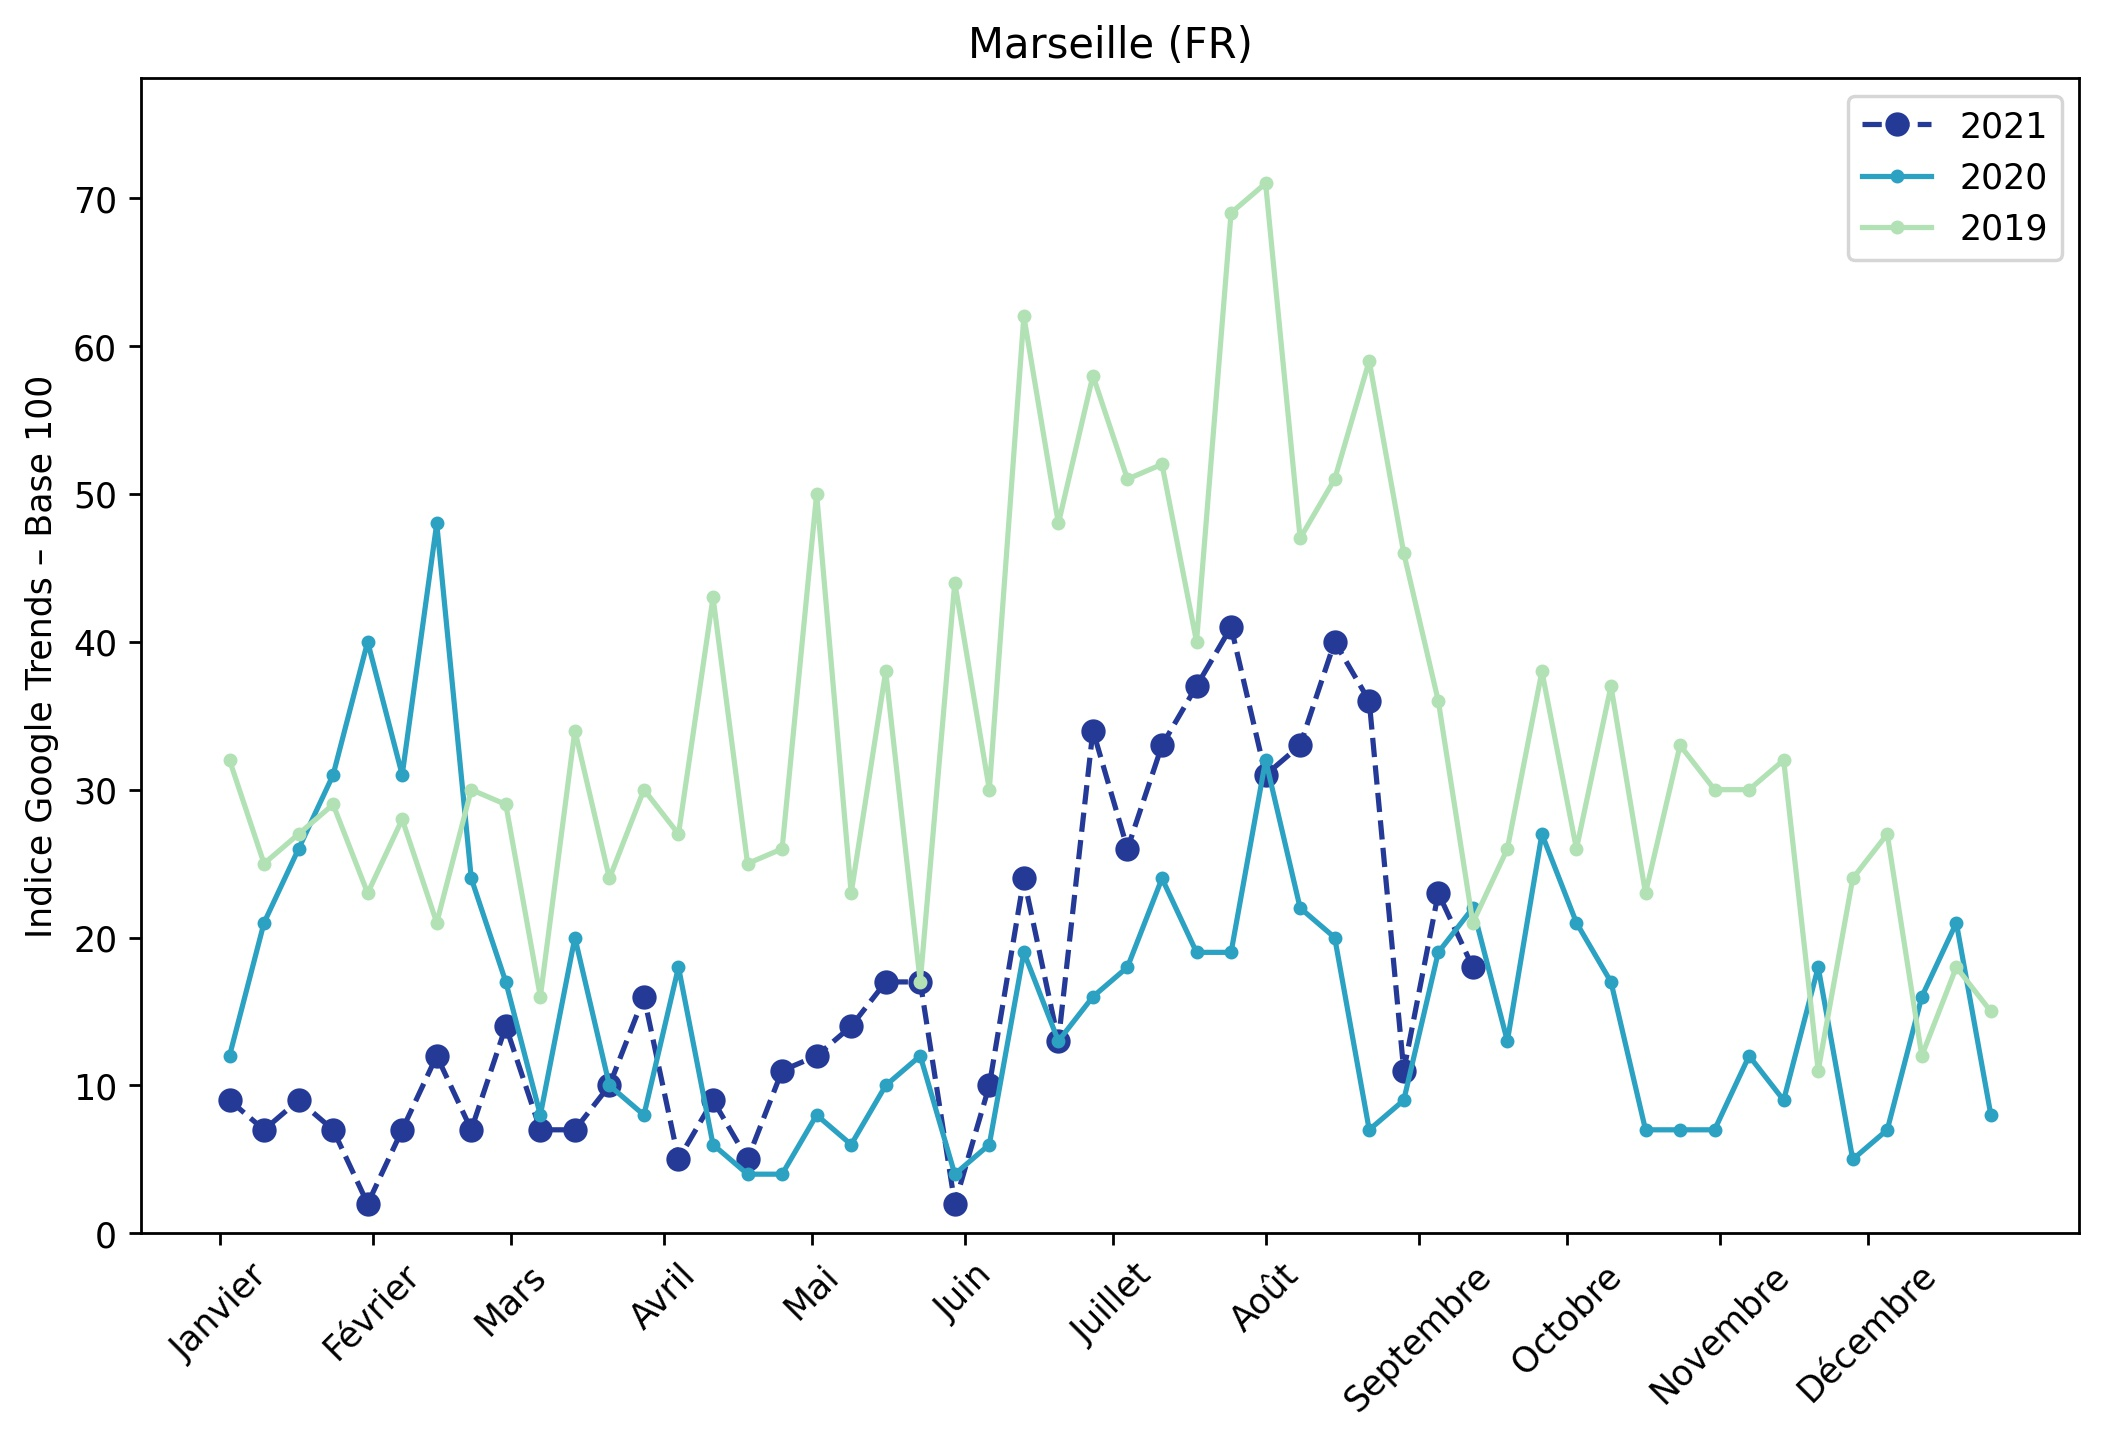 Marseille (FR)
Indice Google Trends – Base 100
70
60
50
40
30
20
10
0
2021
2020
2019
Janvier
Février
Mars
Avril
Mai
Juin
Juillet
Août
Septembre
Octobre
Novembre
Décembre